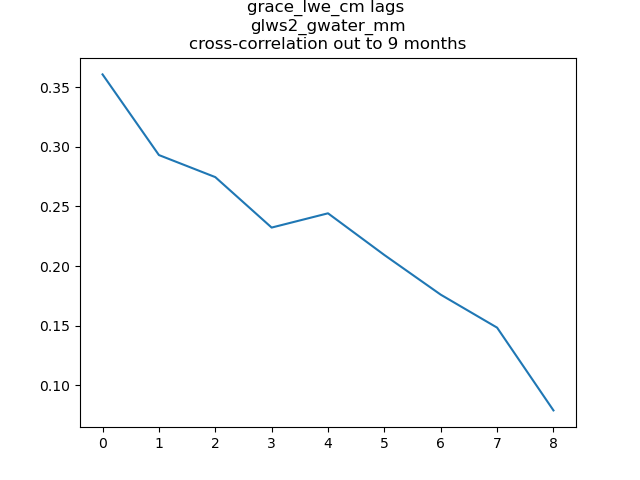 grace_lwe_cm lags
glws2_gwater_mm
cross-correlation out to 9 months
0.35
0.30
0.25
0.20
0.15
0.10
0 1 2 3 4 5 6 7 8